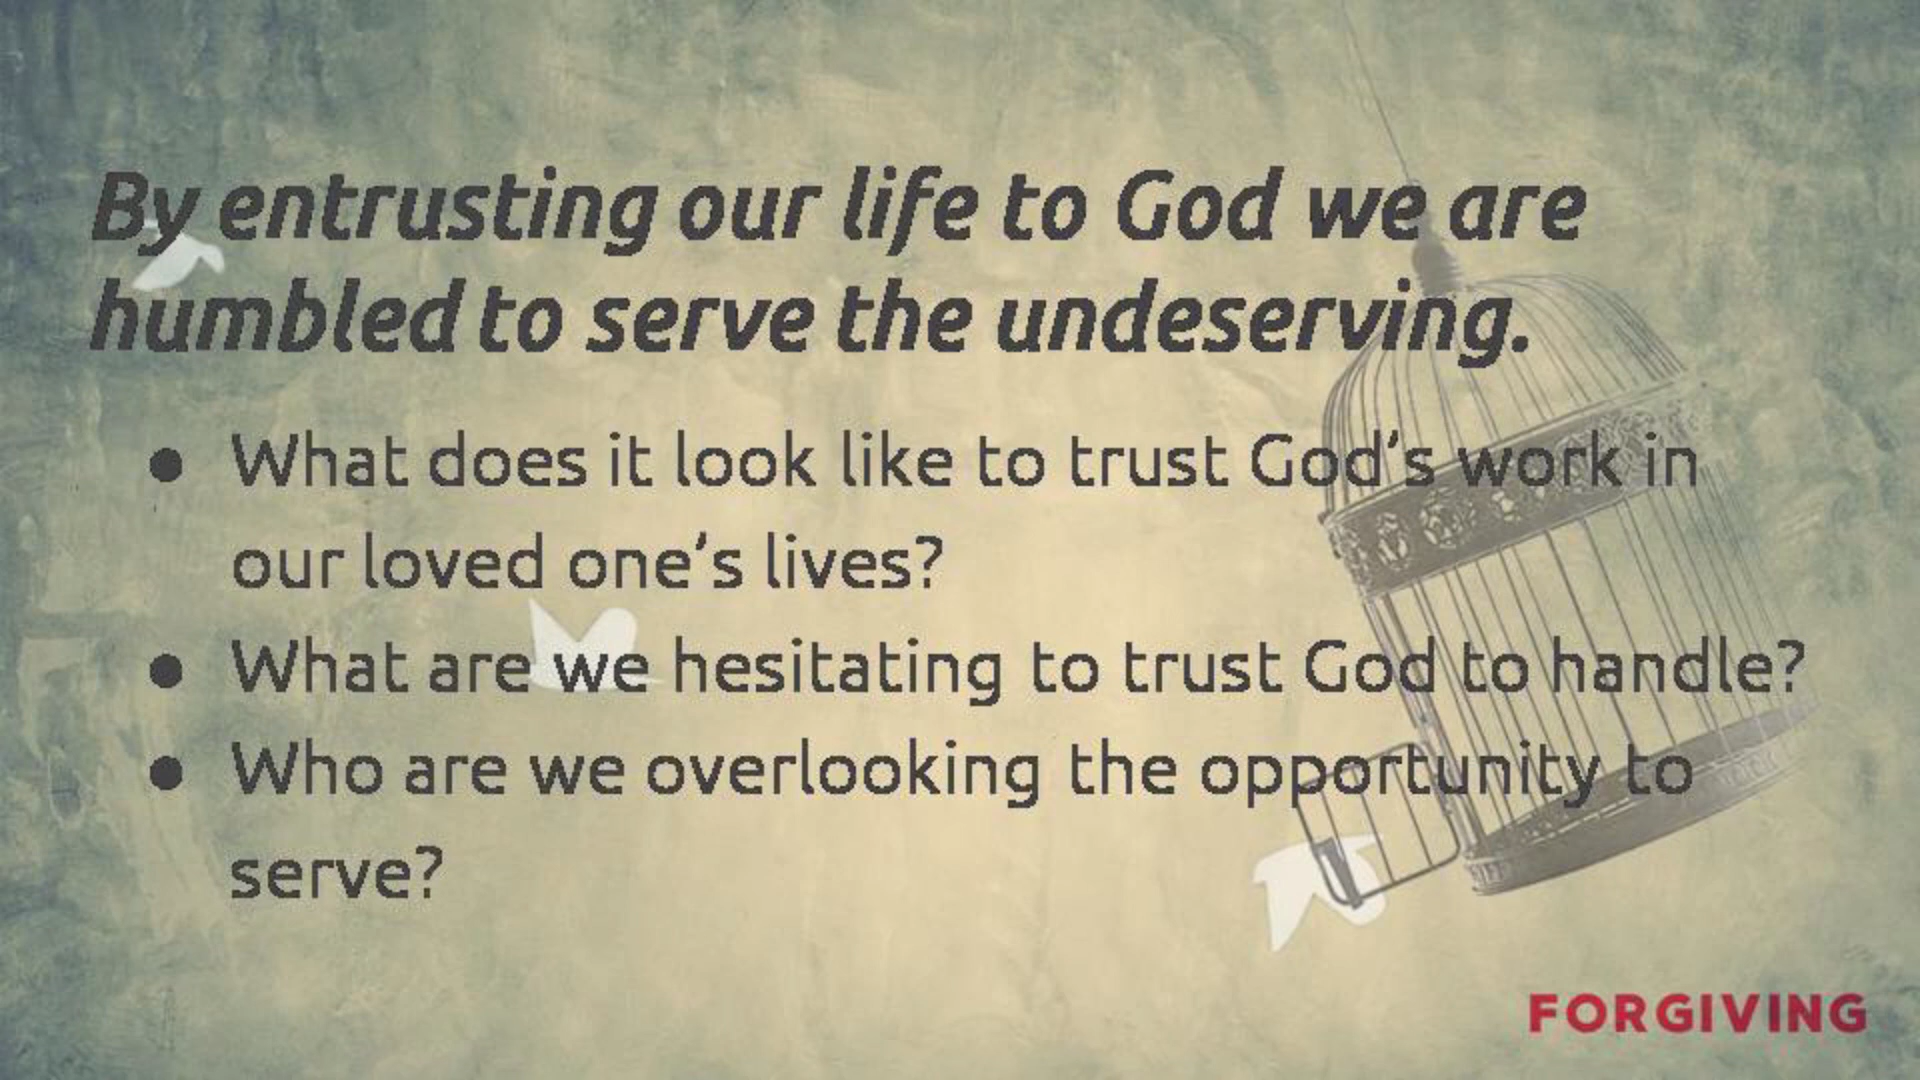 By entrusting our life to God we are
humbled to serve the undeserving.
● What does it look like to trust God’s work in
our loved one’s lives?
● What are we hesitating to trust God to handle?
● Who are we overlooking the opportunity to
serve?
FORGIVING